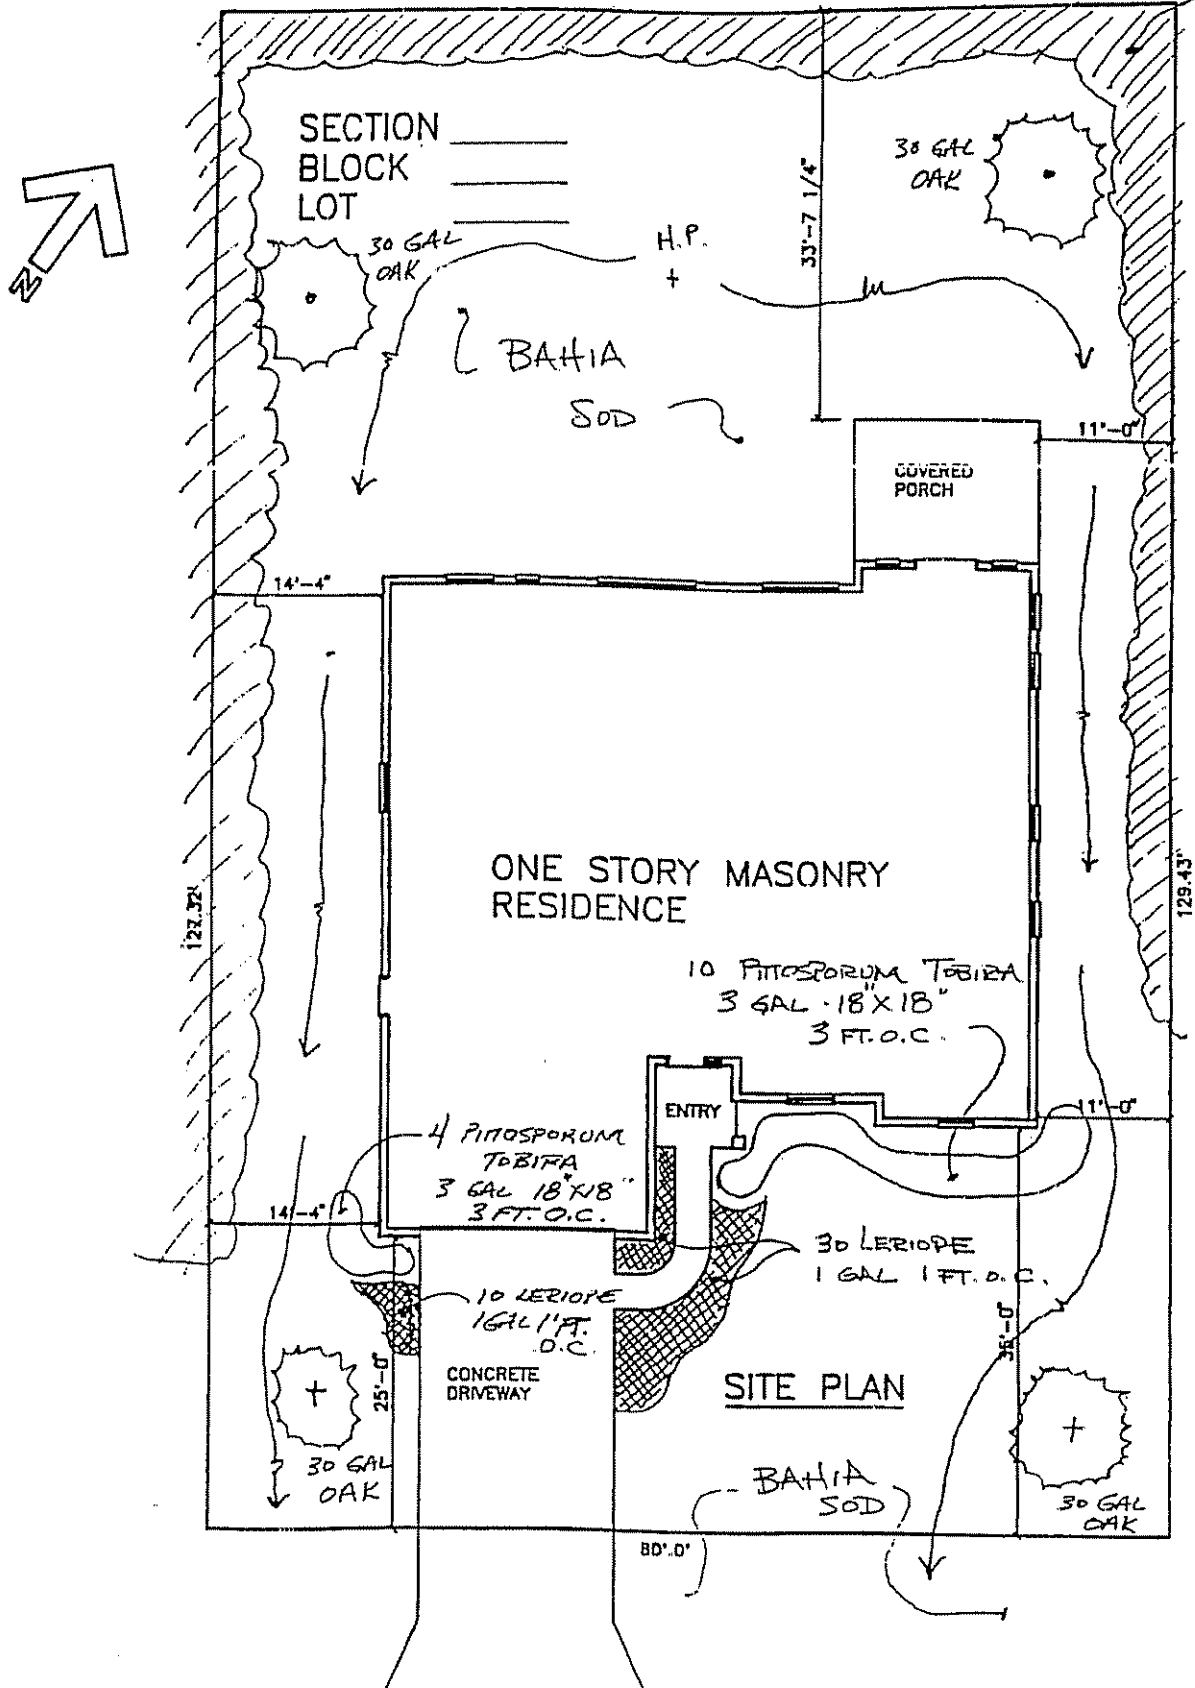 SECTION
BLOCK
LOT
30 GAL
OAK
33'-7 1/4"
N
30 GAL
OAK
H.P.
+
BAHIA
SOD
11'-0"
COVERED
PORCH
14'-4"
ONE STORY MASONRY
RESIDENCE
127.32'
129.43'
10 PITTOSPORUM TOBIRA
3 GAL - 18" X 18"
3 FT. O.C.
ENTRY
11'-0"
4 PITTOSPORUM
TOBIRA
3 GAL 18" X 18"
3 FT. O.C.
14'-4"
30 LERIOPE
1 GAL 1 FT. O.C.
10 LERIOPE
1 GAL 1' FT.
O.C.
CONCRETE
DRIVEWAY
25'-0"
SITE PLAN
30 GAL
OAK
BAHIA
SOD
30 GAL
OAK
80'.0'